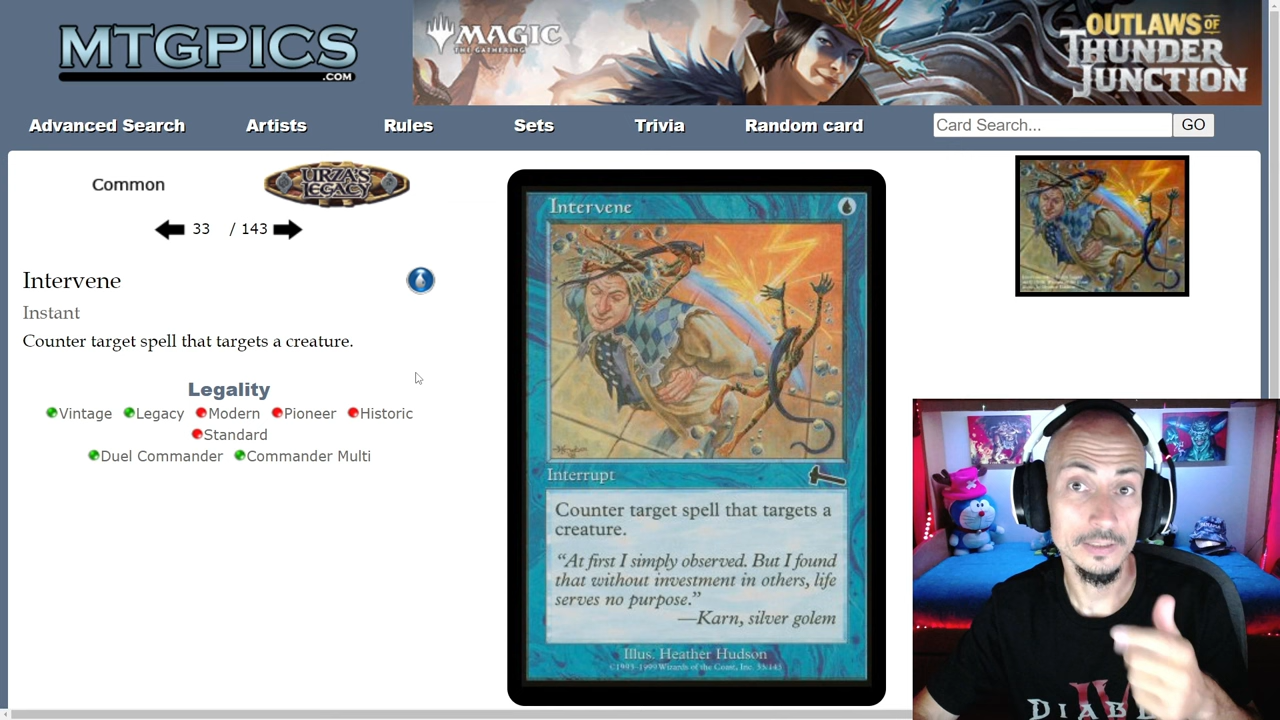 MTGPICS
.COM
MAGIC
THE GATHERING
OUTLAWS OF
THUNDER
JUNCTION
Advanced Search
Artists
Rules
Sets
Trivia
Random card
Card Search...
GO
Common
URZA'S
LEGACY
33 / 143
Intervene
Instant
Counter target spell that targets a creature.
Legality
Vintage Legacy Modern Pioneer Historic
Standard
Duel Commander Commander Multi
Intervene
Interrupt
Counter target spell that targets a
creature.
“At first I simply observed. But I found
that without investment in others, life
serves no purpose.”
—Karn, silver golem
Illus. Heather Hudson
DIAB